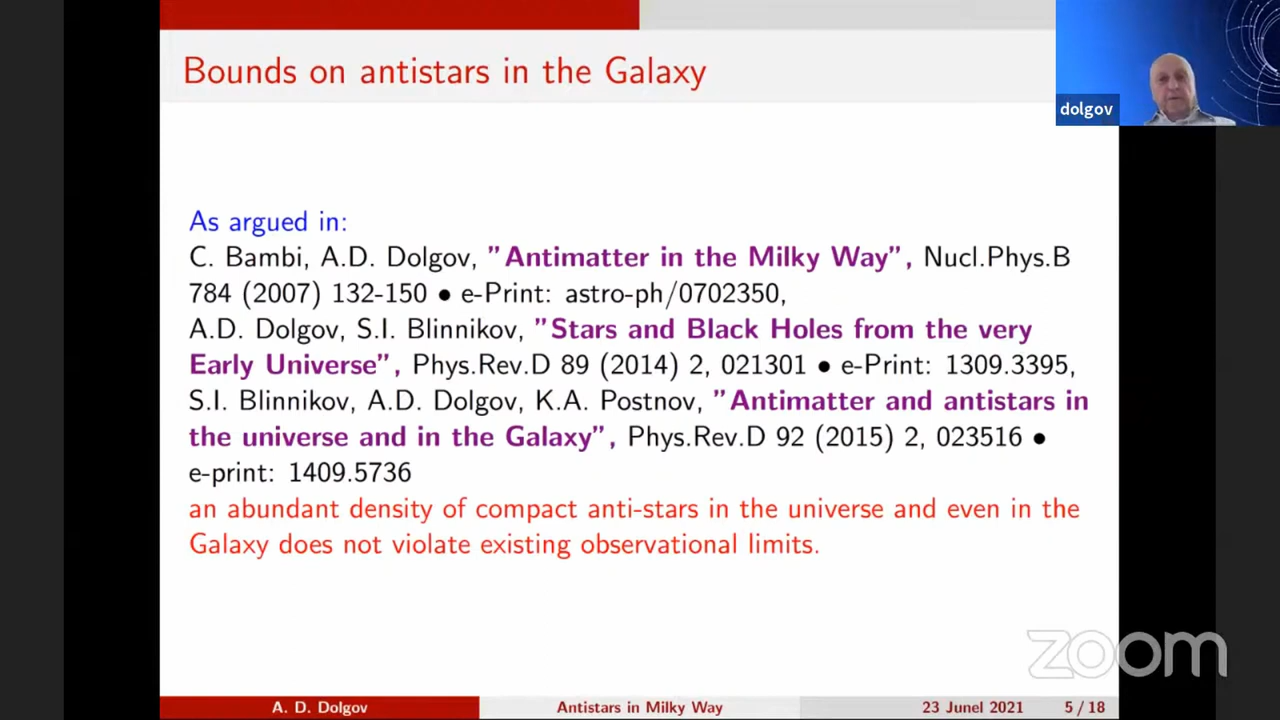 Bounds on antistars in the Galaxy
dolgov
As argued in:
C. Bambi, A.D. Dolgov, ”Antimatter in the Milky Way”, Nucl.Phys.B
784 (2007) 132-150 • e-Print: astro-ph/0702350,
A.D. Dolgov, S.I. Blinnikov, ”Stars and Black Holes from the very
Early Universe”, Phys.Rev.D 89 (2014) 2, 021301 • e-Print: 1309.3395,
S.I. Blinnikov, A.D. Dolgov, K.A. Postnov, ”Antimatter and antistars in
the universe and in the Galaxy”, Phys.Rev.D 92 (2015) 2, 023516 •
e-print: 1409.5736
an abundant density of compact anti-stars in the universe and even in the
Galaxy does not violate existing observational limits.
zoom
A. D. Dolgov
Antistars in Milky Way
23 Junel 2021
5 / 18